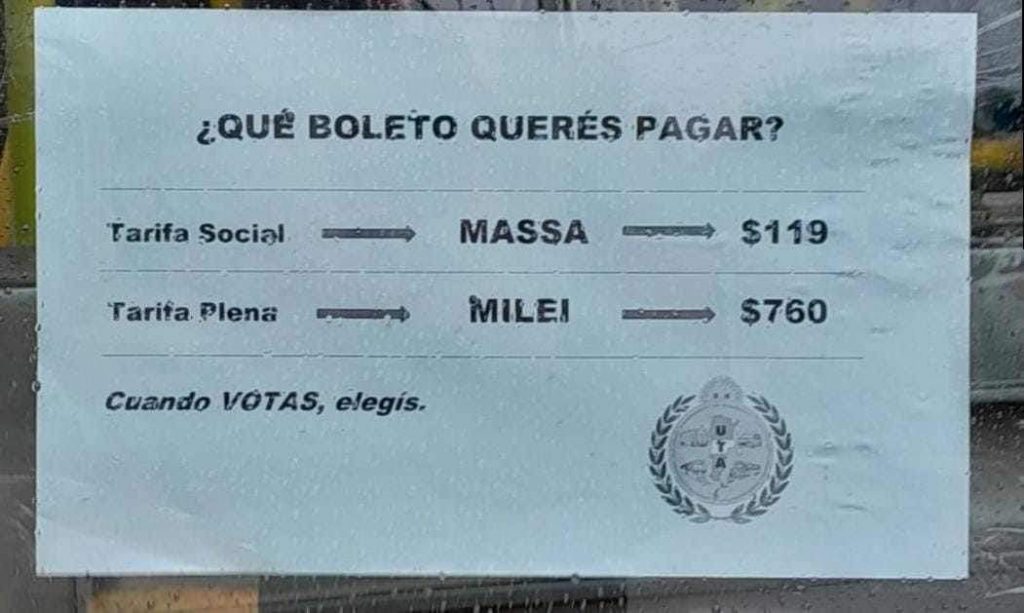 ¿QUÉ BOLETO QUERÉS PAGAR?
Tarifa Social MASSA $119
Tarifa Plena MILEI $760
Cuando VOTAS, elegís.
UTA